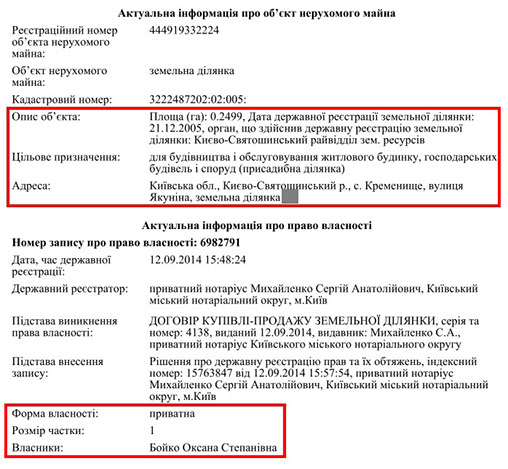 Актуальна інформація про об’єкт нерухомого майна
Реєстраційний номер об’єкта нерухомого майна: 444919332224
Об’єкт нерухомого майна: земельна ділянка
Кадастровий номер: 3222487202:02:005:
Опис об’єкта: Площа (га): 0.2499, Дата державної реєстрації земельної ділянки: 21.12.2005, орган, що здійснив державну реєстрацію земельної ділянки: Києво-Святошинський райвідділ зем. ресурсів
Цільове призначення: для будівництва і обслуговування житлового будинку, господарських будівель і споруд (присадибна ділянка)
Адреса: Київська обл., Києво-Святошинський р., с. Кременище, вулиця Якуніна, земельна ділянка
Актуальна інформація про право власності
Номер запису про право власності: 6982791
Дата, час державної реєстрації: 12.09.2014 15:48:24
Державний реєстратор: приватний нотаріус Михайленко Сергій Анатолійович, Київський міський нотаріальний округ, м.Київ
Підстава виникнення права власності: ДОГОВІР КУПІВЛІ-ПРОДАЖУ ЗЕМЕЛЬНОЇ ДІЛЯНКИ, серія та номер: 4138, виданий 12.09.2014, видавник: Михайленко С.А., приватний нотаріус Київського міського нотаріального округу
Підстава внесення запису: Рішення про державну реєстрацію прав та їх обтяжень, індексний номер: 15763847 від 12.09.2014 15:57:54, приватний нотаріус Михайленко Сергій Анатолійович, Київський міський нотаріальний округ, м.Київ
Форма власності: приватна
Розмір частки: 1
Власники: Бойко Оксана Степанівна